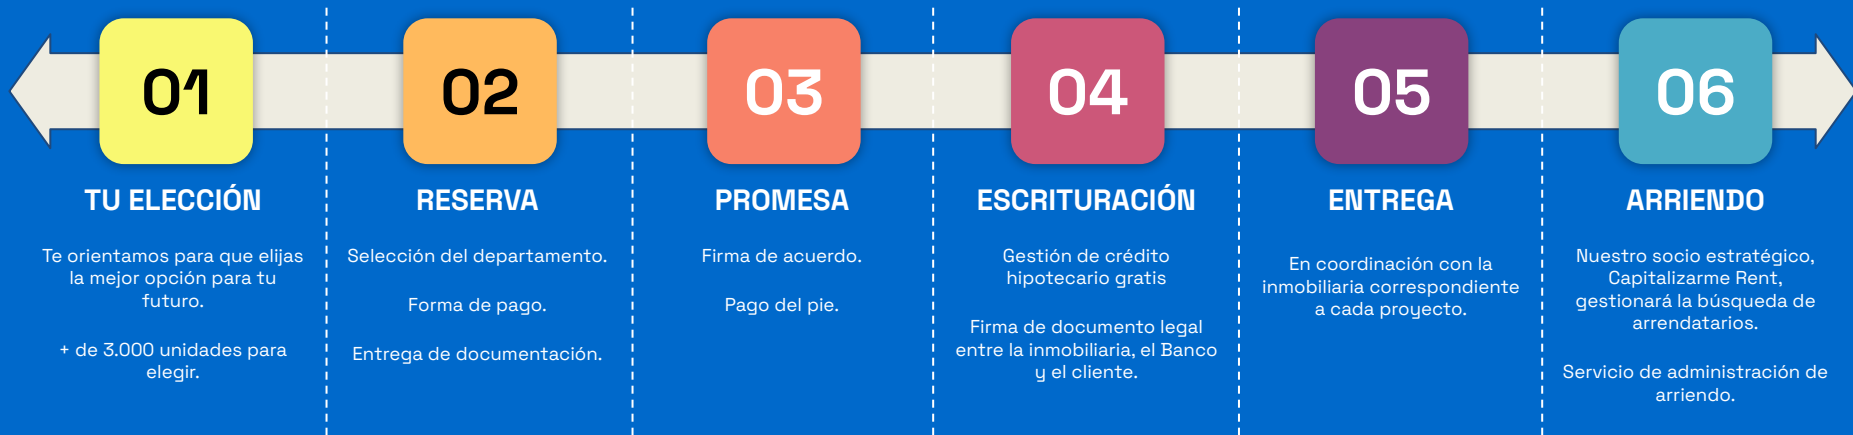 01
TU ELECCIÓN
Te orientamos para que elijas
la mejor opción para tu
futuro.
+ de 3.000 unidades para
elegir.
02
RESERVA
Selección del departamento.
Forma de pago.
Entrega de documentación.
03
PROMESA
Firma de acuerdo.
Pago del pie.
04
ESCRITURACIÓN
Gestión de crédito
hipotecario gratis
Firma de documento legal
entre la inmobiliaria, el Banco
y el cliente.
05
ENTREGA
En coordinación con la
inmobiliaria correspondiente
a cada proyecto.
06
ARRIENDO
Nuestro socio estratégico,
Capitalizarme Rent,
gestionará la búsqueda de
arrendatarios.
Servicio de administración de
arriendo.